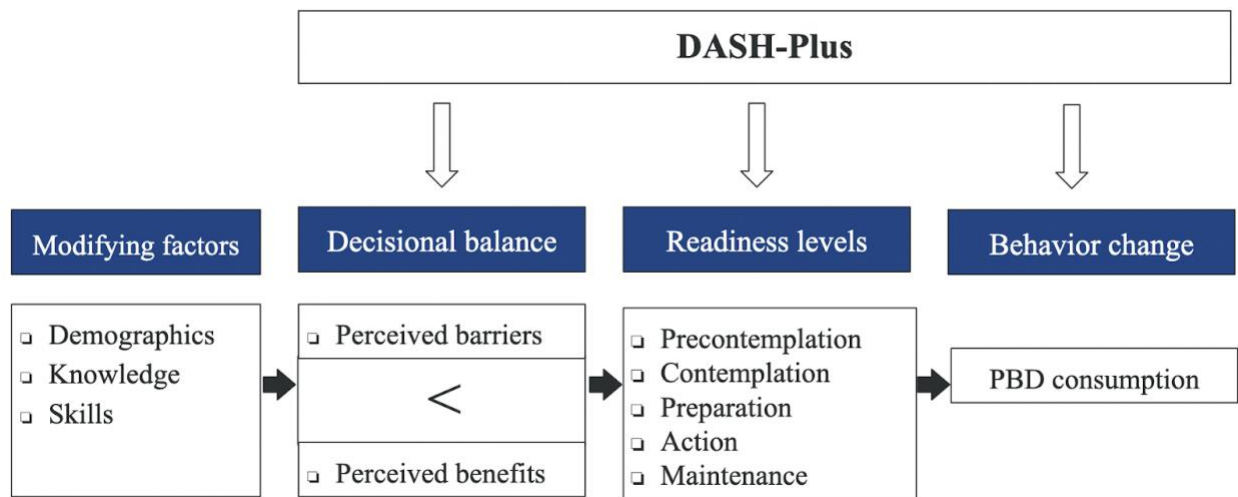 DASH-Plus
Modifying factors
Decisional balance
Readiness levels
Behavior change
❑ Demographics
❑ Knowledge
❑ Skills
❑ Perceived barriers
<
❑ Perceived benefits
❑ Precontemplation
❑ Contemplation
❑ Preparation
❑ Action
❑ Maintenance
PBD consumption